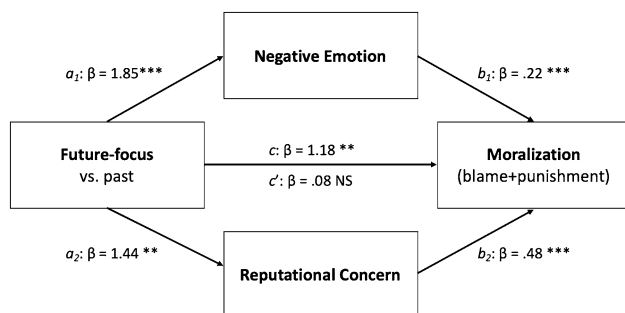 Negative Emotion
a₁: β = 1.85***
b₁: β = .22 ***
Future-focus
vs. past
c: β = 1.18 **
c’: β = .08 NS
Moralization
(blame+punishment)
a₂: β = 1.44 **
b₂: β = .48 ***
Reputational Concern